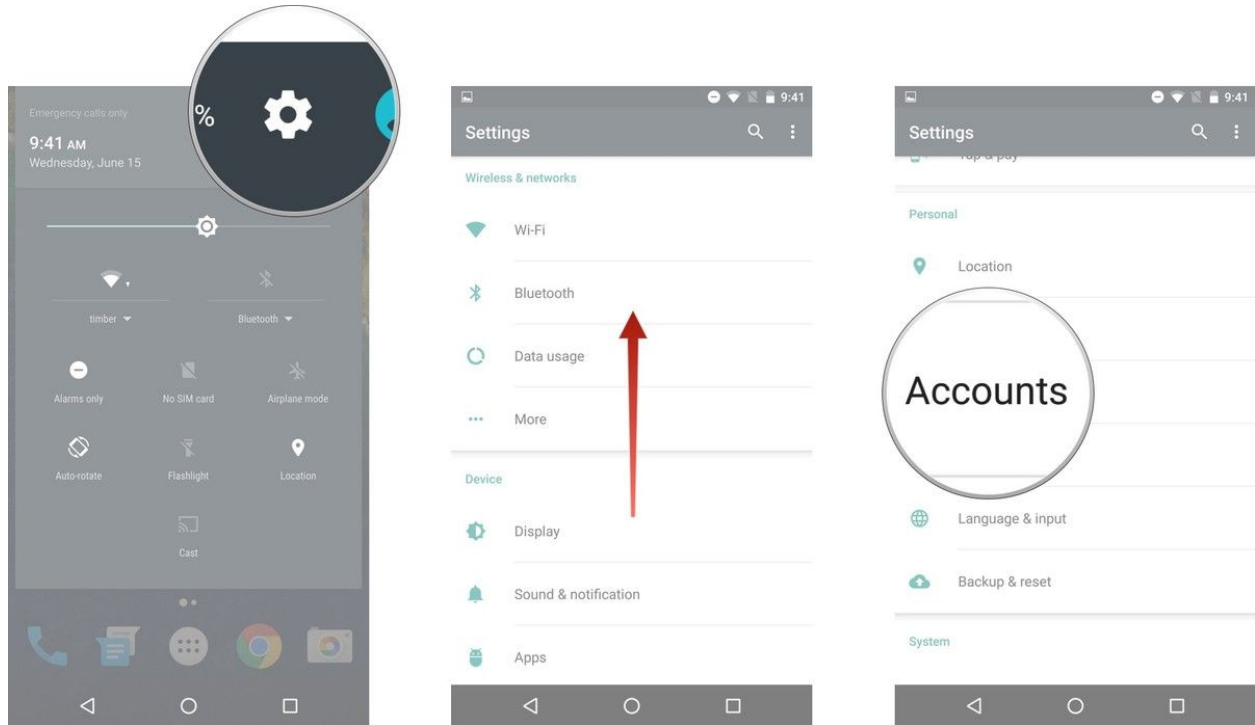 Emergency calls only
9:41 AM
Wednesday, June 15
%
timber
Bluetooth
Alarms only
No SIM card
Airplane mode
Auto-rotate
Flashlight
Location
Cast
9:41
Settings
Wireless & networks
Wi-Fi
Bluetooth
Data usage
More
Device
Display
Sound & notification
Apps
9:41
Settings
Tap & pay
Personal
Location
Accounts
Language & input
Backup & reset
System